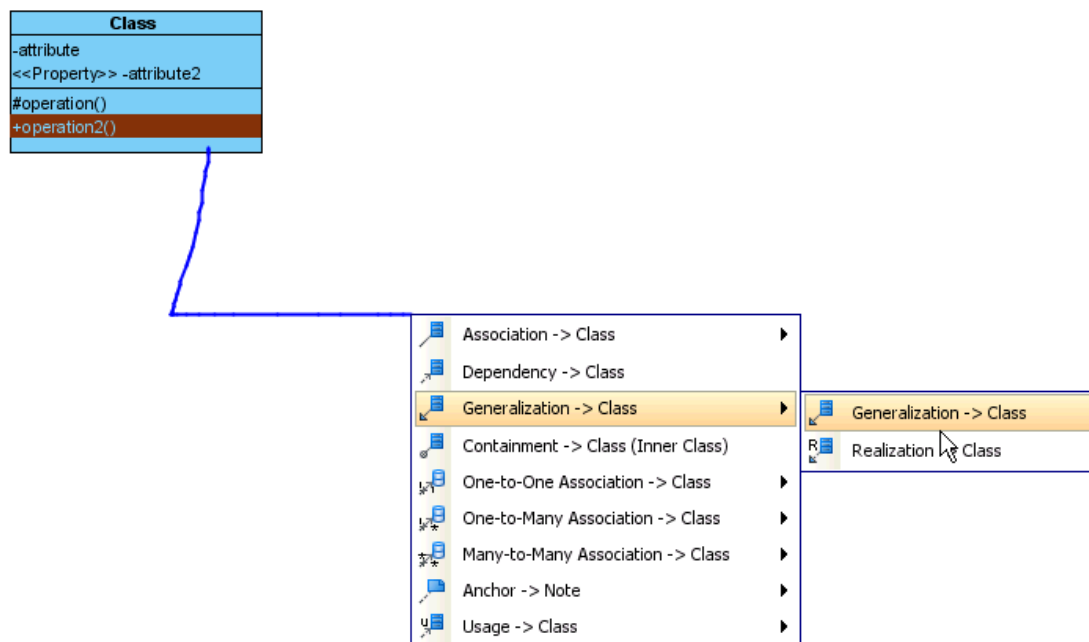 Class
-attribute
<<Property>> -attribute2
#operation()
+operation2()
Association -> Class
Dependency -> Class
Generalization -> Class
Generalization -> Class
Containment -> Class (Inner Class)
Realization -> Class
One-to-One Association -> Class
One-to-Many Association -> Class
Many-to-Many Association -> Class
Anchor -> Note
Usage -> Class